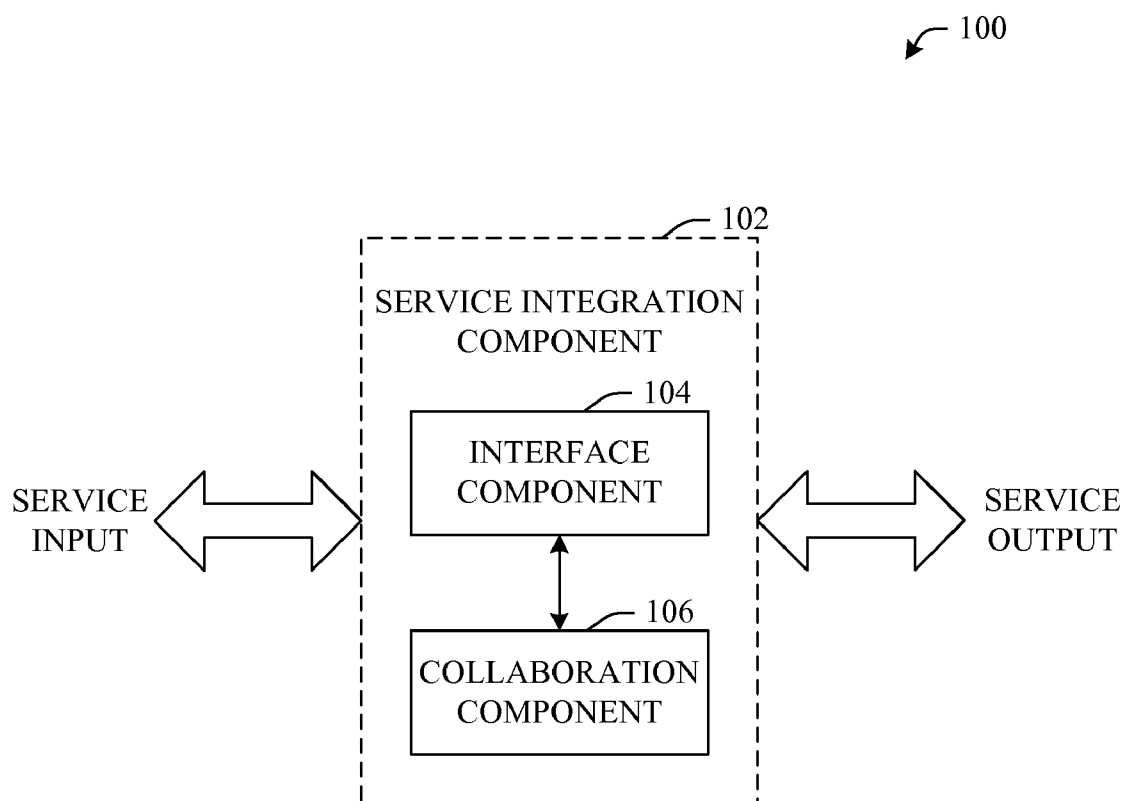 100
102
SERVICE INTEGRATION
COMPONENT
104
INTERFACE
COMPONENT
SERVICE
INPUT
SERVICE
OUTPUT
106
COLLABORATION
COMPONENT